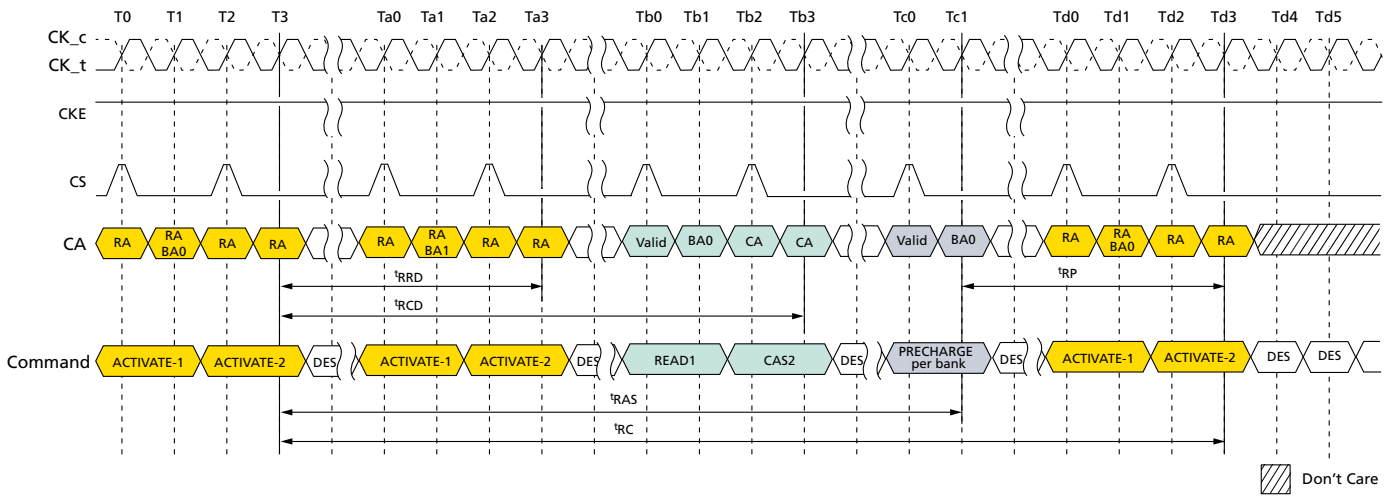 T0 T1 T2 T3 Ta0 Ta1 Ta2 Ta3 Tb0 Tb1 Tb2 Tb3 Tc0 Tc1 Td0 Td1 Td2 Td3 Td4 Td5
CK_c
CK_t
CKE
CS
CA RA RA BA0 RA RA RA RA BA1 RA RA Valid BA0 CA CA Valid BA0 RA RA BA0 RA RA
tRRD tRP
tRCD
Command ACTIVATE-1 ACTIVATE-2 DES ACTIVATE-1 ACTIVATE-2 DES READ1 CAS2 DES PRECHARGE per bank DES ACTIVATE-1 ACTIVATE-2 DES DES
tRAS
tRC
Don't Care